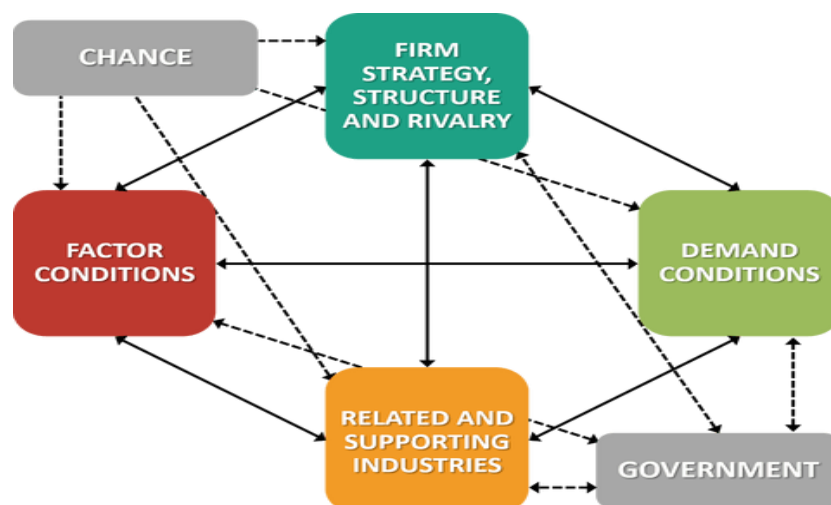 CHANCE
FIRM
STRATEGY,
STRUCTURE
AND RIVALRY
FACTOR
CONDITIONS
DEMAND
CONDITIONS
RELATED AND
SUPPORTING
INDUSTRIES
GOVERNMENT